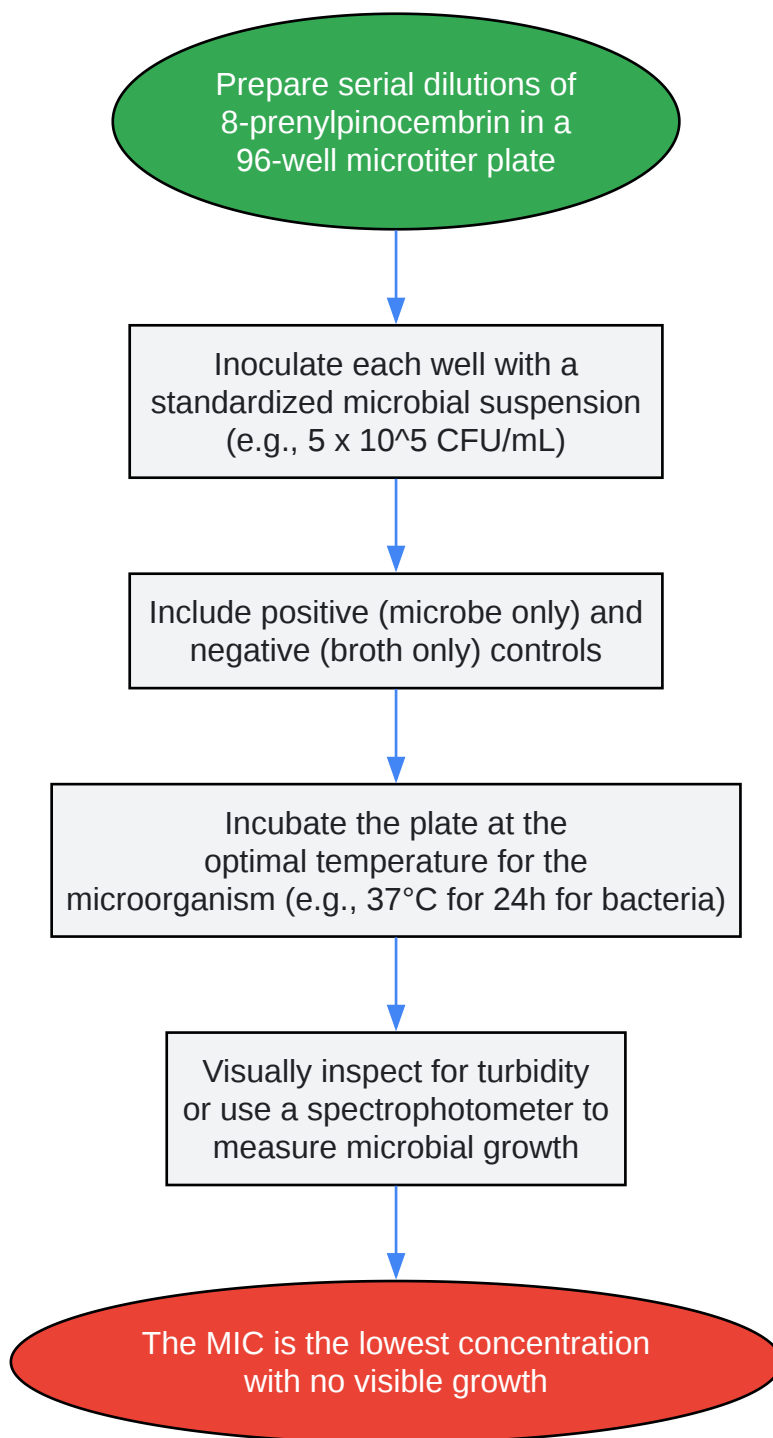 Prepare serial dilutions of
8-prenylpinocembrin in a
96-well microtiter plate
Inoculate each well with a
standardized microbial suspension
(e.g., 5 x 10^5 CFU/mL)
Include positive (microbe only) and
negative (broth only) controls
Incubate the plate at the
optimal temperature for the
microorganism (e.g., 37°C for 24h for bacteria)
Visually inspect for turbidity
or use a spectrophotometer to
measure microbial growth
The MIC is the lowest concentration
with no visible growth